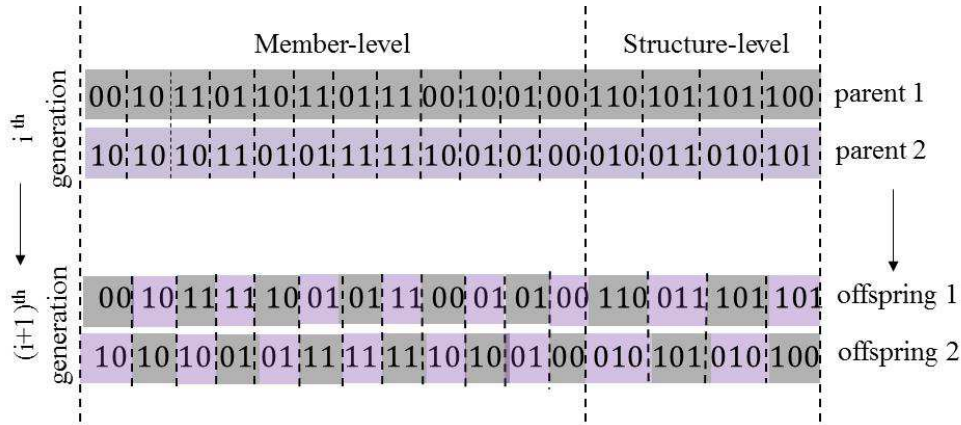 Member-level Structure-level
i th generation
00 10 11 01 10 11 01 11 00 10 01 00 110 101 101 100 parent 1
10 10 10 11 01 01 11 11 10 01 01 00 010 011 010 101 parent 2
(i+1)th generation
00 10 11 11 10 01 01 11 00 01 01 00 110 011 101 101 offspring 1
10 10 10 01 01 11 11 11 10 10 01 00 010 101 010 100 offspring 2